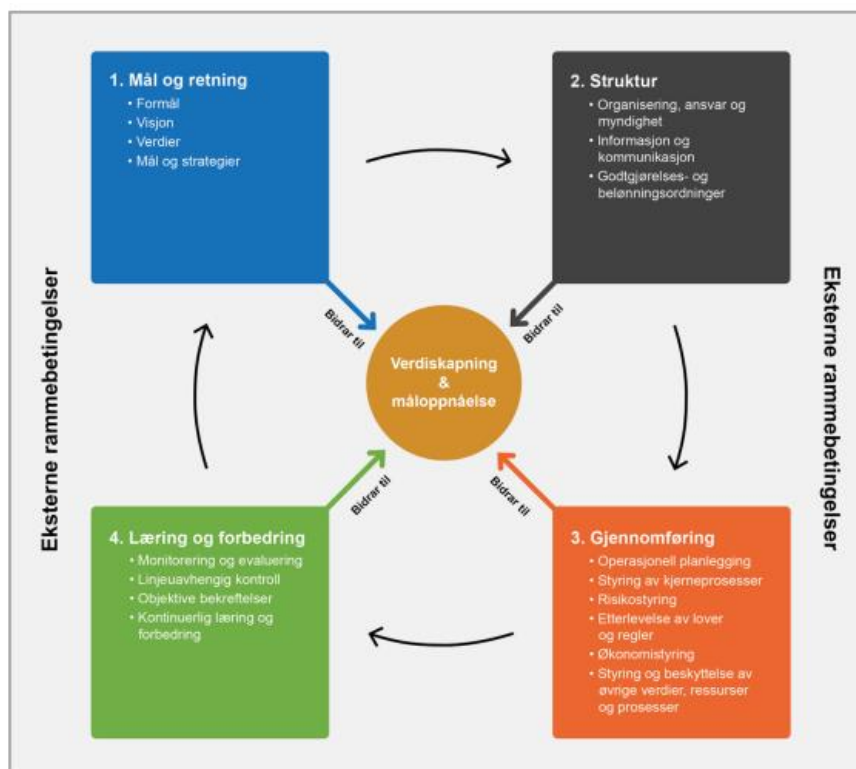 1. Mål og retning
• Formål
• Visjon
• Verdier
• Mål og strategier
2. Struktur
• Organisering, ansvar og
myndighet
• Informasjon og
kommunikasjon
• Godtgjørelses- og
belønningsordninger
Eksterne rammebetingelser
Bidrar til
Bidrar til
Verdiskapning
&
måloppnåelse
Eksterne rammebetingelser
Bidrar til
Bidrar til
4. Læring og forbedring
• Monitorering og evaluering
• Linjeuavhengig kontroll
• Objektive bekreftelser
• Kontinuerlig læring og
forbedring
3. Gjennomføring
• Operasjonell planlegging
• Styring av kjerneprosesser
• Risikostyring
• Etterlevelse av lover
og regler
• Økonomistyring
• Styring og beskyttelse av
øvrige verdier, ressurser
og prosesser